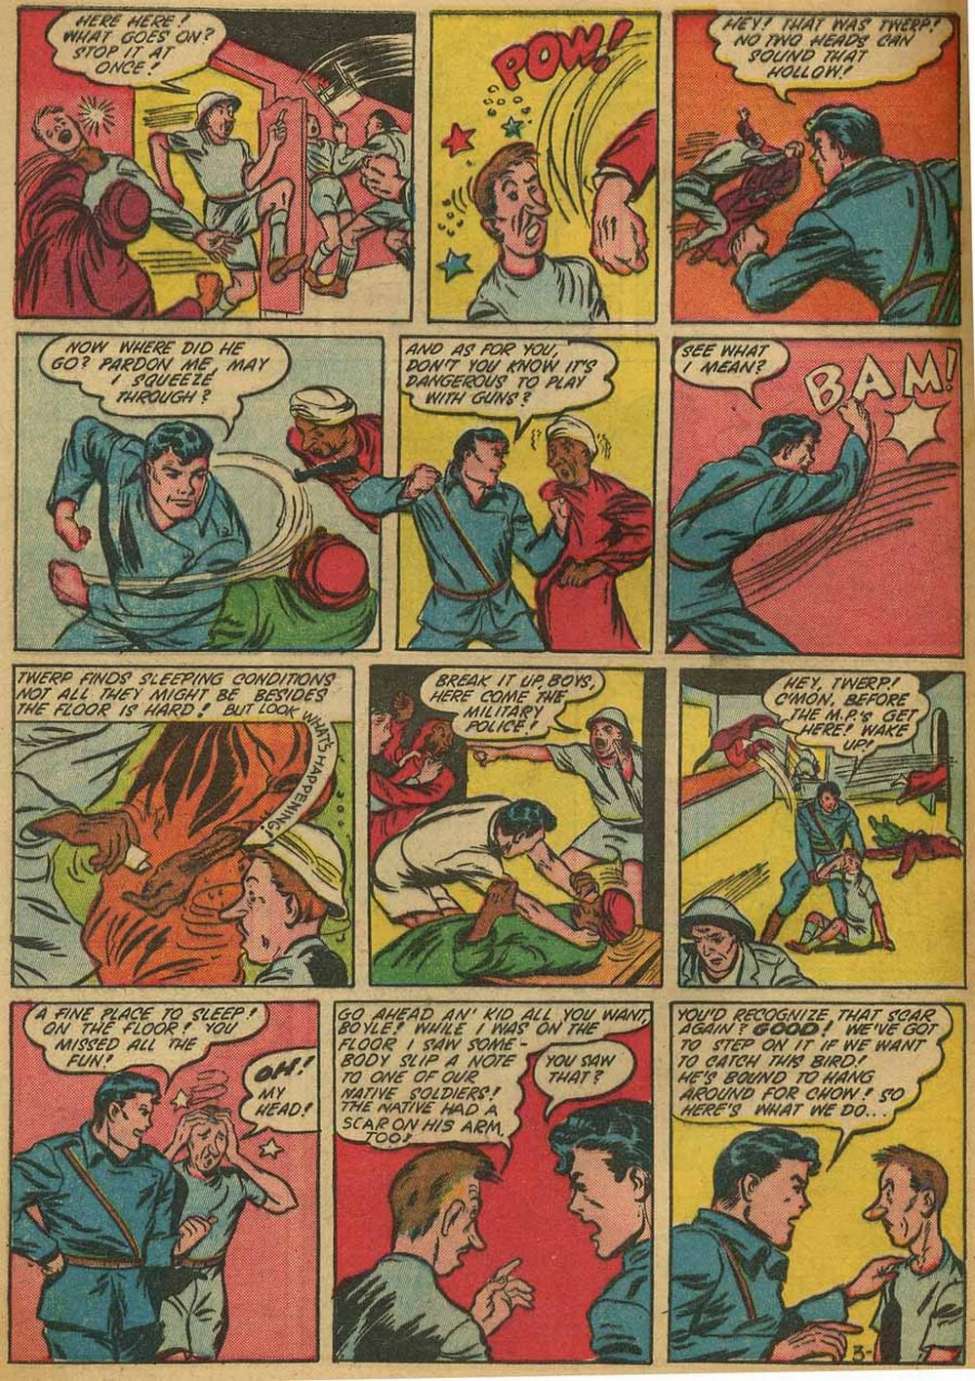 HERE HERE!
WHAT GOES ON?
STOP IT AT
ONCE!
POW!
HEY! THAT WAS TWERP!
NO TWO HEADS CAN
SOUND THAT
HOLLOW!
NOW WHERE DID HE
GO? PARDON ME, MAY
I SQUEEZE
THROUGH?
AND AS FOR YOU,
DON'T YOU KNOW IT'S
DANGEROUS TO PLAY
WITH GUNS?
SEE WHAT
I MEAN?
BAM!
TWERP FINDS SLEEPING CONDITIONS
NOT ALL THEY MIGHT BE BESIDES
THE FLOOR IS HARD! BUT LOOK WHAT'S HAPPENING!
BREAK IT UP, BOYS,
HERE COME THE
MILITARY
POLICE!
HEY, TWERP!
C'MON, BEFORE
THE M.P.'S GET
HERE! WAKE
UP!
A FINE PLACE TO SLEEP!
ON THE FLOOR! YOU
MISSED ALL THE
FUN!
OH!
MY
HEAD!
GO AHEAD AN' KID ALL YOU WANT,
BOYLE! WHILE I WAS ON THE
FLOOR I SAW SOME-
BODY SLIP A NOTE
TO ONE OF OUR
NATIVE SOLDIERS!
THE NATIVE HAD A
SCAR ON HIS ARM,
TOO!
YOU SAW
THAT?
YOU'D RECOGNIZE THAT SCAR
AGAIN? GOOD! WE'VE GOT
TO STEP ON IT IF WE WANT
TO CATCH THIS BIRD!
HE'S BOUND TO HANG
AROUND FOR CHOW! SO
HERE'S WHAT WE DO...
3-